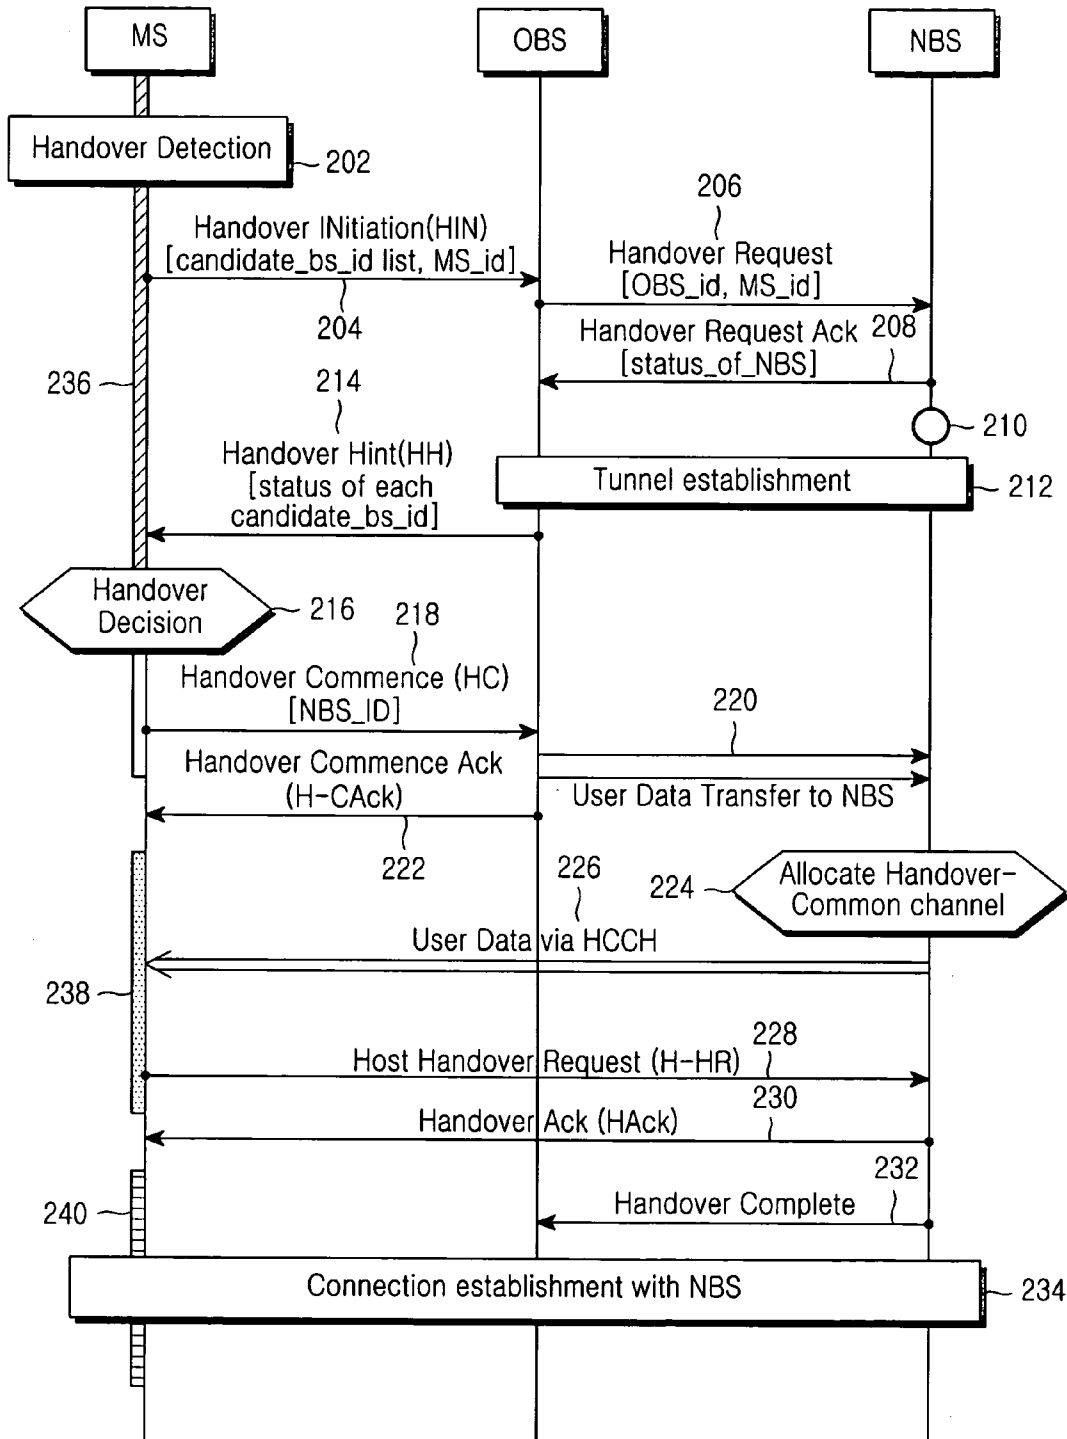 MS
OBS
NBS
Handover Detection
202
206
Handover INitiation(HIN)
[candidate_bs_id list, MS_id]
204
Handover Request
[OBS_id, MS_id]
Handover Request Ack
208
[status_of_NBS]
236
214
210
Handover Hint(HH)
[status of each
candidate_bs_id]
Tunnel establishment
212
Handover
Decision
216
218
Handover Commence (HC)
[NBS_ID]
220
Handover Commence Ack
(H-CAck)
User Data Transfer to NBS
222
226
224
Allocate Handover-
Common channel
User Data via HCCH
238
228
Host Handover Request (H-HR)
230
Handover Ack (HAck)
232
240
Handover Complete
Connection establishment with NBS
234